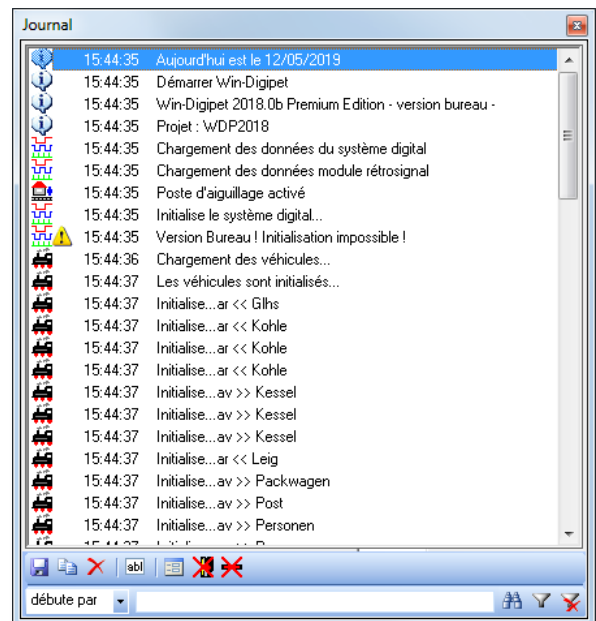 Journal
15:44:35 Aujourd'hui est le 12/05/2019
15:44:35 Démarrer Win-Digipet
15:44:35 Win-Digipet 2018.0b Premium Edition - version bureau -
15:44:35 Projet : WDP2018
15:44:35 Chargement des données du système digital
15:44:35 Chargement des données module rétrosignal
15:44:35 Poste d'aiguillage activé
15:44:35 Initialise le système digital...
15:44:35 Version Bureau ! Initialisation impossible !
15:44:36 Chargement des véhicules...
15:44:37 Les véhicules sont initialisés...
15:44:37 Initialise...ar << Glhs
15:44:37 Initialise...ar << Kohle
15:44:37 Initialise...ar << Kohle
15:44:37 Initialise...ar << Kohle
15:44:37 Initialise...av >> Kessel
15:44:37 Initialise...av >> Kessel
15:44:37 Initialise...av >> Kessel
15:44:37 Initialise...ar << Leig
15:44:37 Initialise...av >> Packwagen
15:44:37 Initialise...av >> Post
15:44:37 Initialise...av >> Personen
abl
débute par